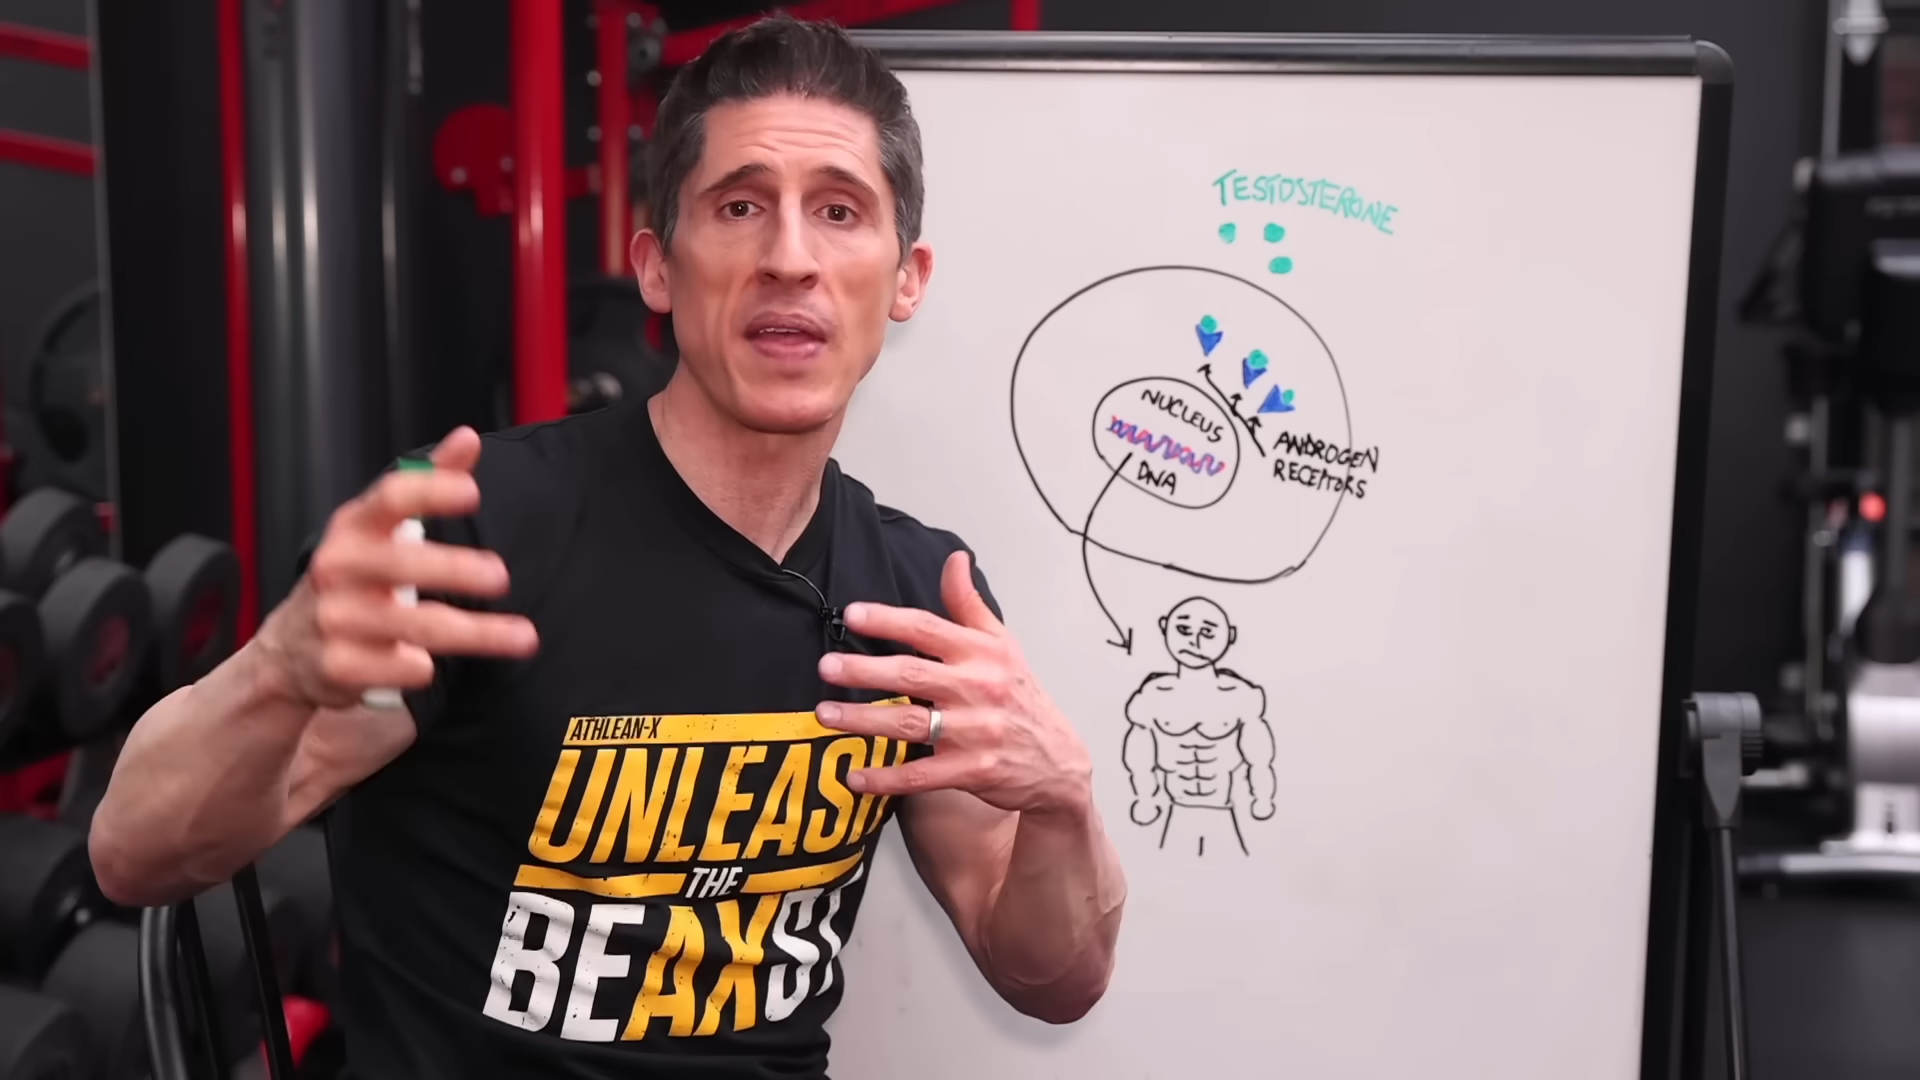 TESTOSTERONE
NUCLEUS
DNA
ANDROGEN
RECEPTORS
ATHLEAN-X
UNLEASH
THE
BEAXST